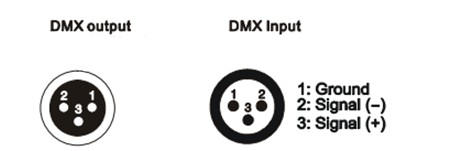 DMX output
DMX Input
2 1
3
1 2
3
1: Ground
2: Signal (–)
3: Signal (+)